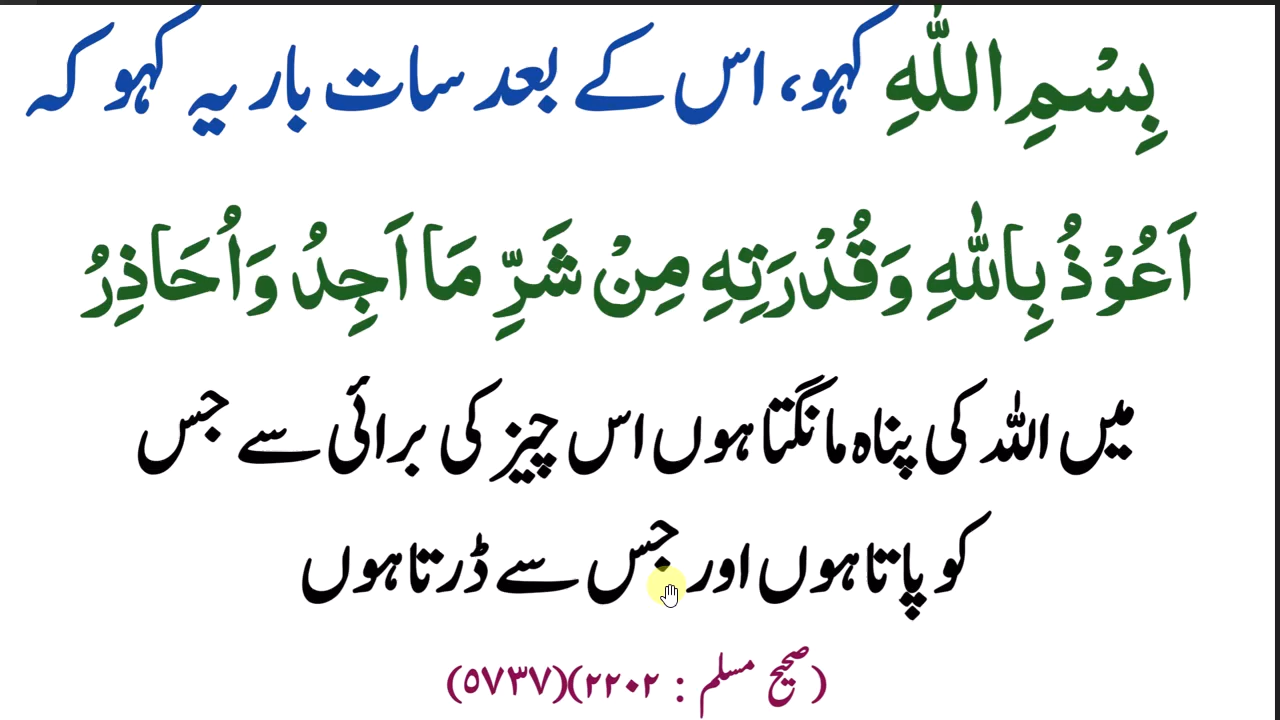 بِسْمِ اللّٰهِ کہو، اس کے بعد سات بار یہ کہو کہ
اَعُوْذُ بِاللّٰهِ وَقُدْرَتِهِ مِنْ شَرِّ مَا اَجِدُ وَاُحَاذِرُ
میں اللہ کی پناہ مانگتا ہوں اس چیز کی برائی سے جس
کو پاتا ہوں اور جس سے ڈرتا ہوں
(صحیح مسلم : ۲۲۰۲)(۵۷۳۷)